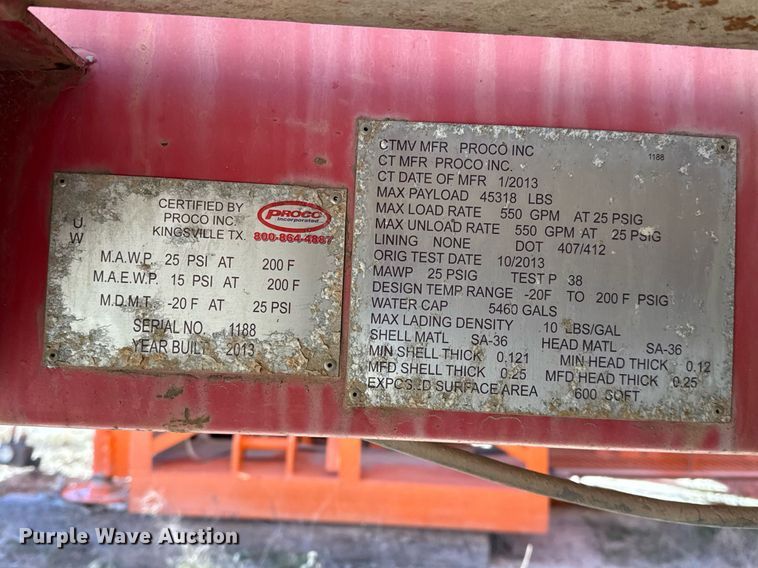 CERTIFIED BY
PROCO INC.
KINGSVILLE TX.
PROCO
incorporated
800-864-4887
U
W
M.A.W.P. 25 PSI AT 200 F
M.A.E.W.P. 15 PSI AT 200 F
M.D.M.T. -20 F AT 25 PSI
SERIAL NO. 1188
YEAR BUILT 2013
CTMV MFR PROCO INC 1188
CT MFR PROCO INC.
CT DATE OF MFR 1/2013
MAX PAYLOAD 45318 LBS
MAX LOAD RATE 550 GPM AT 25 PSIG
MAX UNLOAD RATE 550 GPM AT 25 PSIG
LINING NONE DOT 407/412
ORIG TEST DATE 10/2013
MAWP 25 PSIG TEST P 38
DESIGN TEMP RANGE -20F TO 200 F PSIG
WATER CAP 5460 GALS
MAX LADING DENSITY 10 LBS/GAL
SHELL MATL SA-36 HEAD MATL SA-36
MIN SHELL THICK 0.121 MIN HEAD THICK 0.12
MFD SHELL THICK 0.25 MFD HEAD THICK 0.25
SURFACE AREA 600 SQFT
Purple Wave Auction